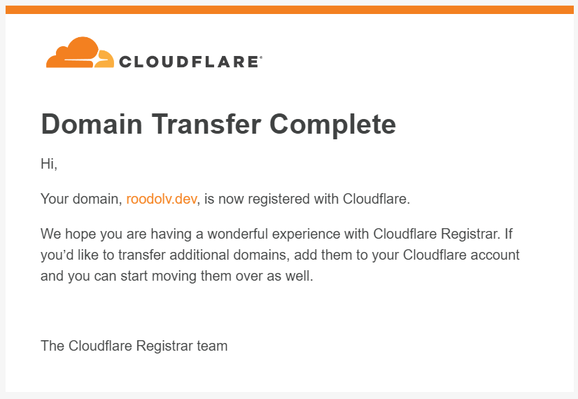 CLOUDFLARE
Domain Transfer Complete
Hi,
Your domain, roodolv.dev, is now registered with Cloudflare.
We hope you are having a wonderful experience with Cloudflare Registrar. If
you’d like to transfer additional domains, add them to your Cloudflare account
and you can start moving them over as well.
The Cloudflare Registrar team